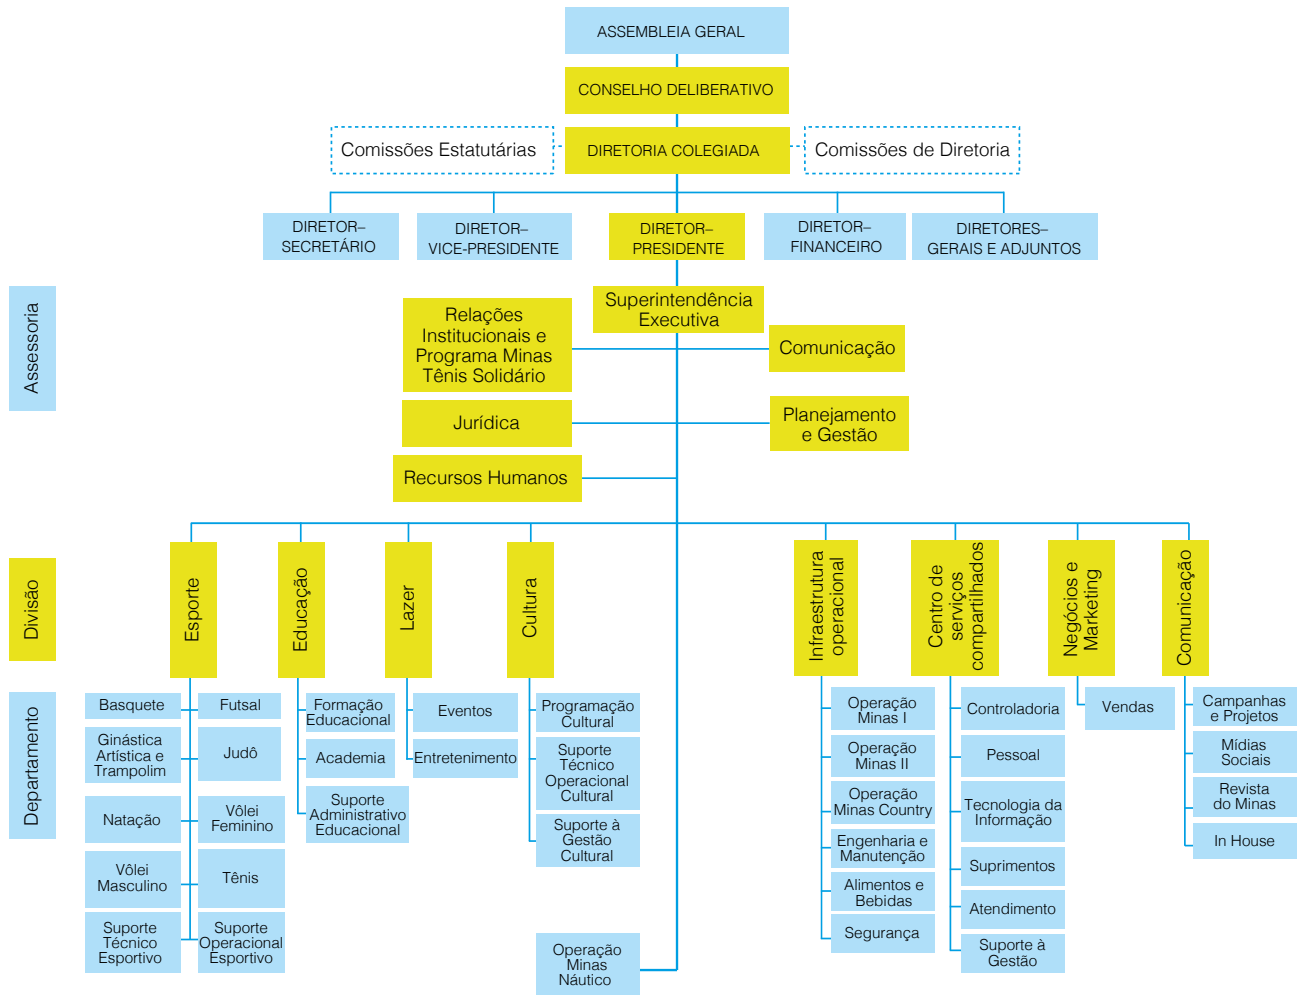 ASSEMBLEIA GERAL
CONSELHO DELIBERATIVO
Comissões Estatutárias
DIRETORIA COLEGIADA
Comissões de Diretoria
DIRETOR–
SECRETÁRIO
DIRETOR–
VICE-PRESIDENTE
DIRETOR–
PRESIDENTE
DIRETOR–
FINANCEIRO
DIRETORES–
GERAIS E ADJUNTOS
Assessoria
Superintendência
Executiva
Relações
Institucionais e
Programa Minas
Tênis Solidário
Comunicação
Jurídica
Planejamento
e Gestão
Recursos Humanos
Divisão
Esporte
Educação
Lazer
Cultura
Infraestrutura
operacional
Centro de
serviços
compartilhados
Negócios e
Marketing
Comunicação
Departamento
Basquete
Futsal
Ginástica
Artística e
Trampolim
Judô
Natação
Vôlei
Feminino
Vôlei
Masculino
Tênis
Suporte
Técnico
Esportivo
Suporte
Operacional
Esportivo
Formação
Educacional
Academia
Suporte
Administrativo
Educacional
Eventos
Entretenimento
Programação
Cultural
Suporte
Técnico
Operacional
Cultural
Suporte à
Gestão
Cultural
Operação
Minas I
Operação
Minas II
Operação
Minas Country
Engenharia e
Manutenção
Alimentos e
Bebidas
Segurança
Controladoria
Pessoal
Tecnologia da
Informação
Suprimentos
Atendimento
Suporte à
Gestão
Vendas
Campanhas
e Projetos
Mídias
Sociais
Revista
do Minas
In House
Operação
Minas
Náutico